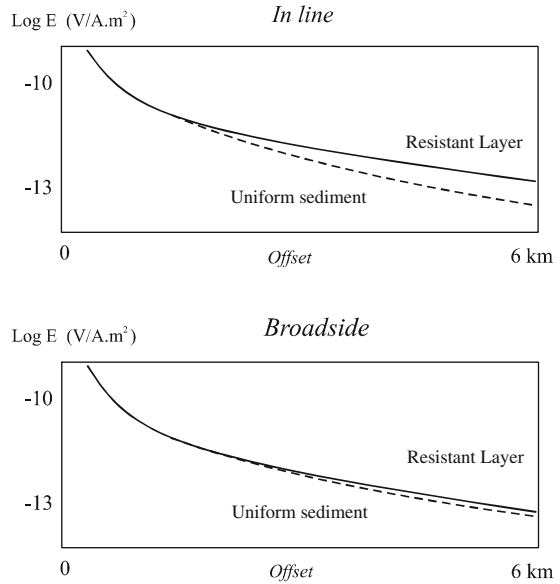 In line
Log E (V/A.m²)
-10
Resistant Layer
-13
Uniform sediment
0
Offset
6 km
Broadside
Log E (V/A.m²)
-10
Resistant Layer
-13
Uniform sediment
0
Offset
6 km